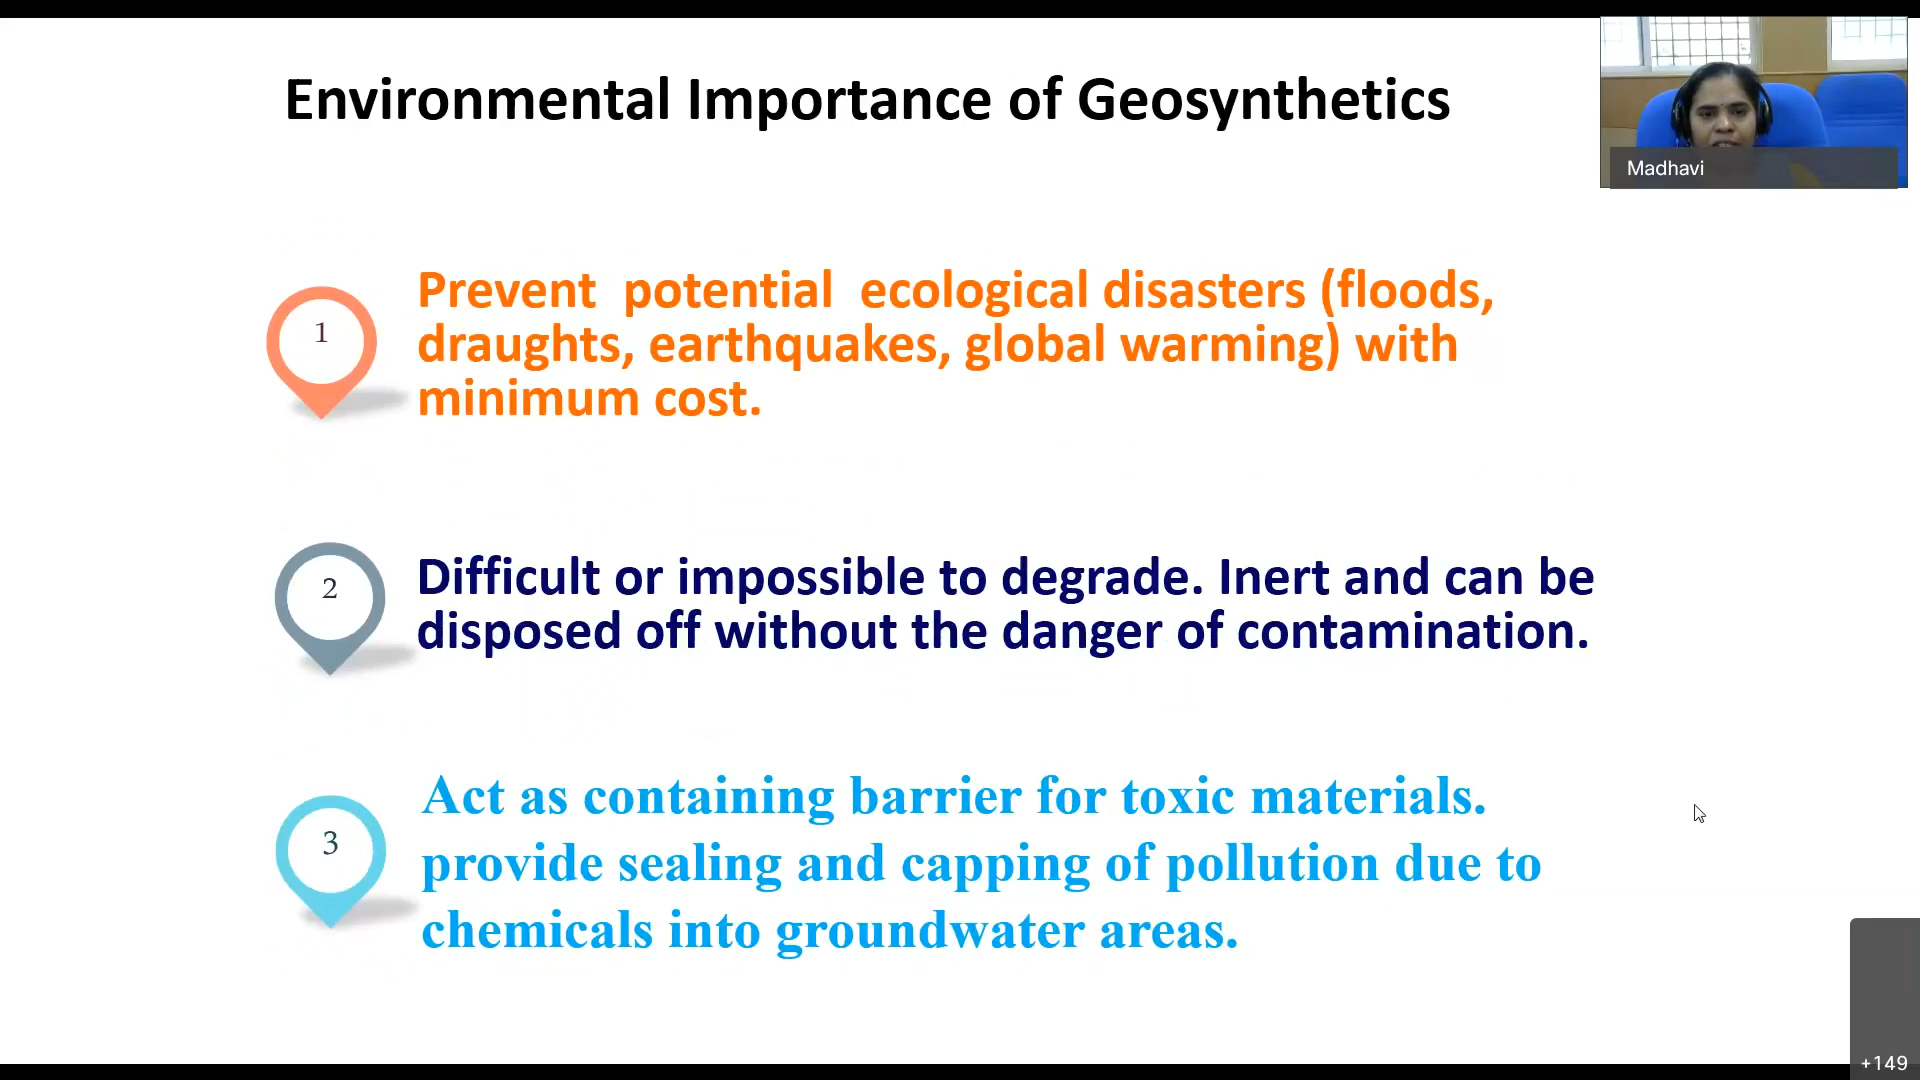 Environmental Importance of Geosynthetics
Madhavi
1
Prevent potential ecological disasters (floods,
draughts, earthquakes, global warming) with
minimum cost.
2
Difficult or impossible to degrade. Inert and can be
disposed off without the danger of contamination.
3
Act as containing barrier for toxic materials.
provide sealing and capping of pollution due to
chemicals into groundwater areas.
+149